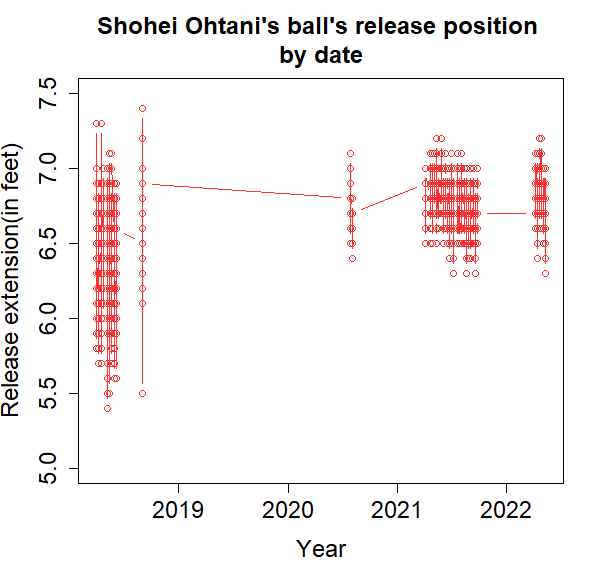 Shohei Ohtani's ball's release position
by date
Release extension(in feet)
7.5
7.0
6.5
6.0
5.5
5.0
2019 2020 2021 2022
Year